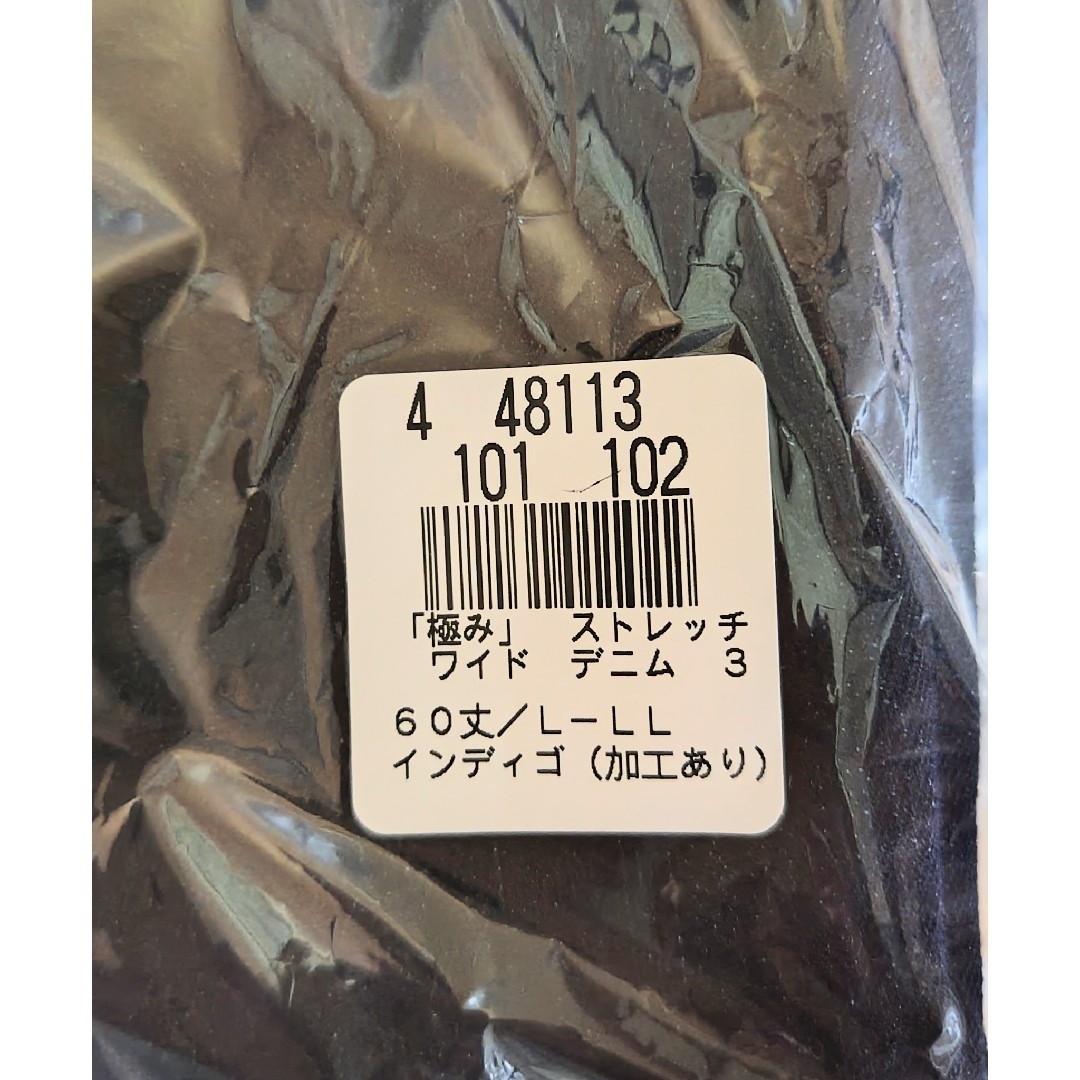 4 48113
101 102
「極み」 ストレッチ
ワイド デニム 3
60丈/L-LL
インディゴ(加工あり)